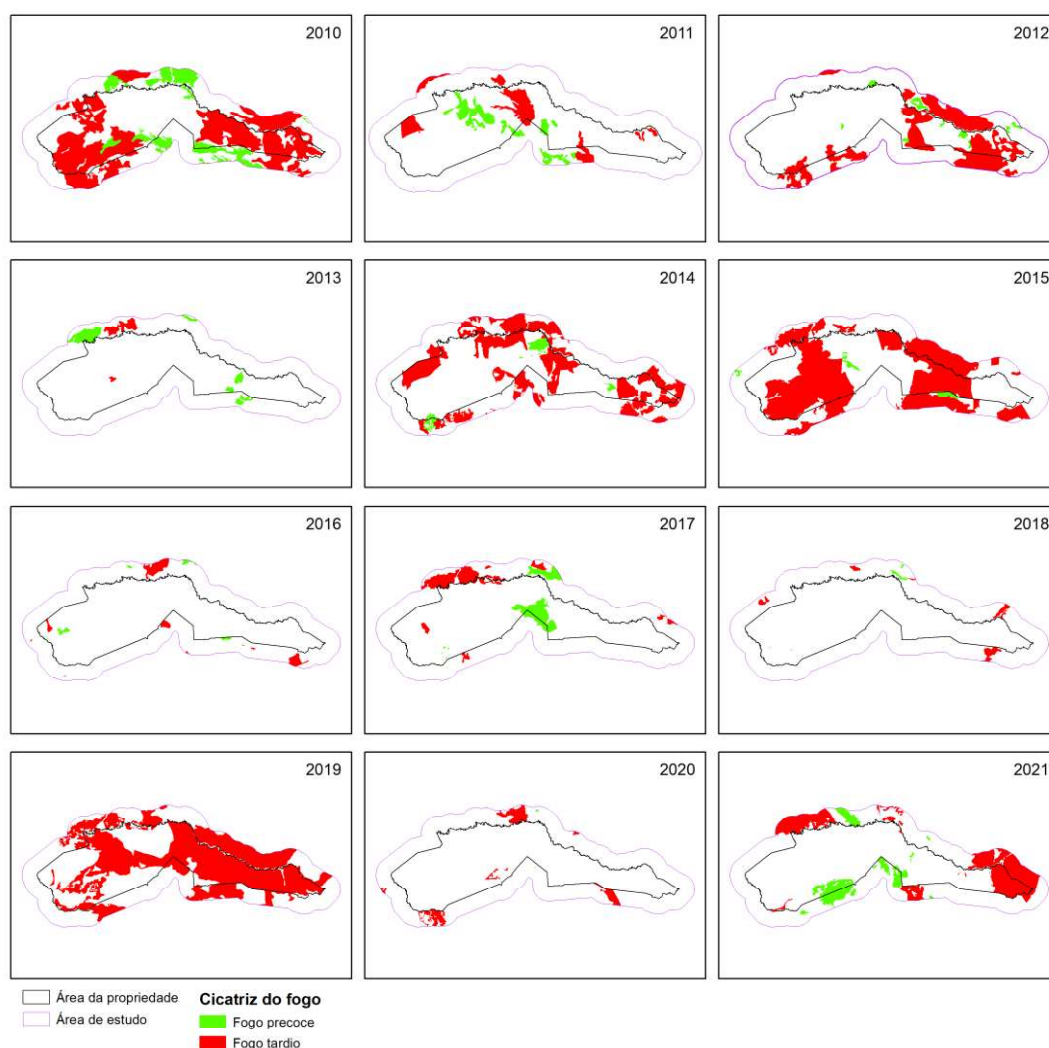 2010
2011
2012
2013
2014
2015
2016
2017
2018
2019
2020
2021
Área da propriedade
Área de estudo
Cicatriz do fogo
Fogo precoce
Fogo tardio